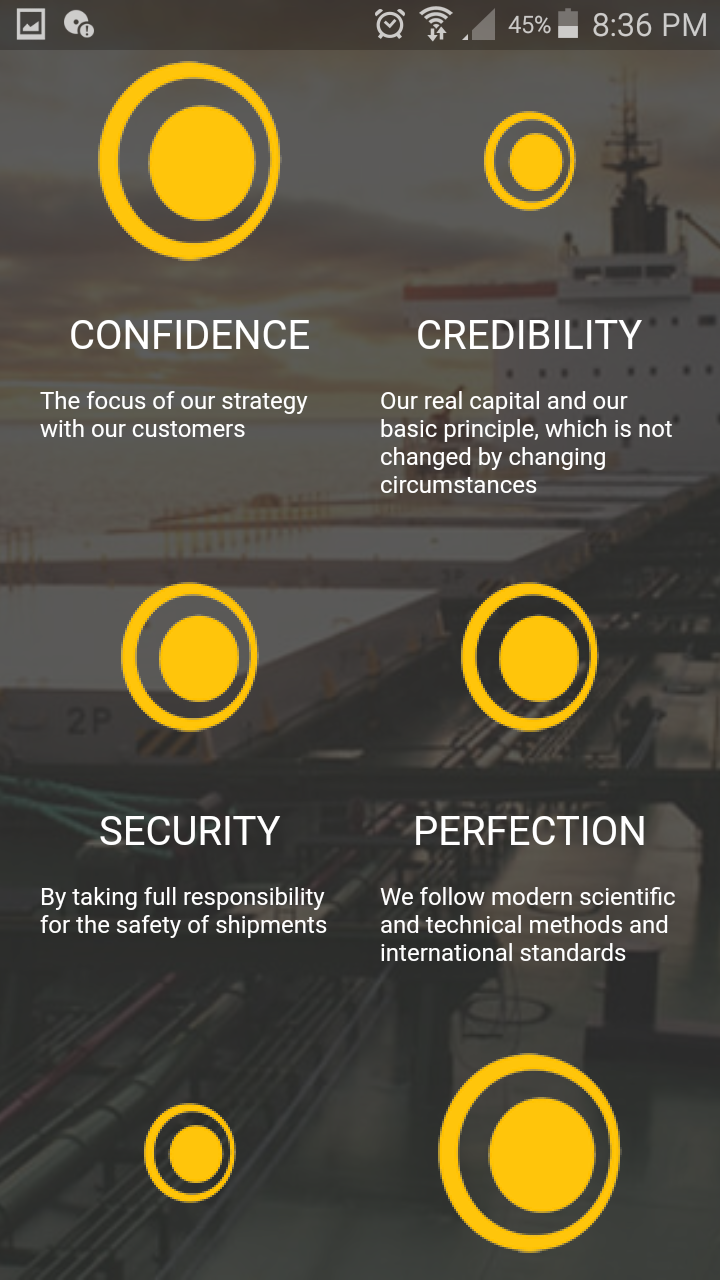 45% 8:36 PM
CONFIDENCE
The focus of our strategy
with our customers
CREDIBILITY
Our real capital and our
basic principle, which is not
changed by changing
circumstances
2P
SECURITY
By taking full responsibility
for the safety of shipments
PERFECTION
We follow modern scientific
and technical methods and
international standards